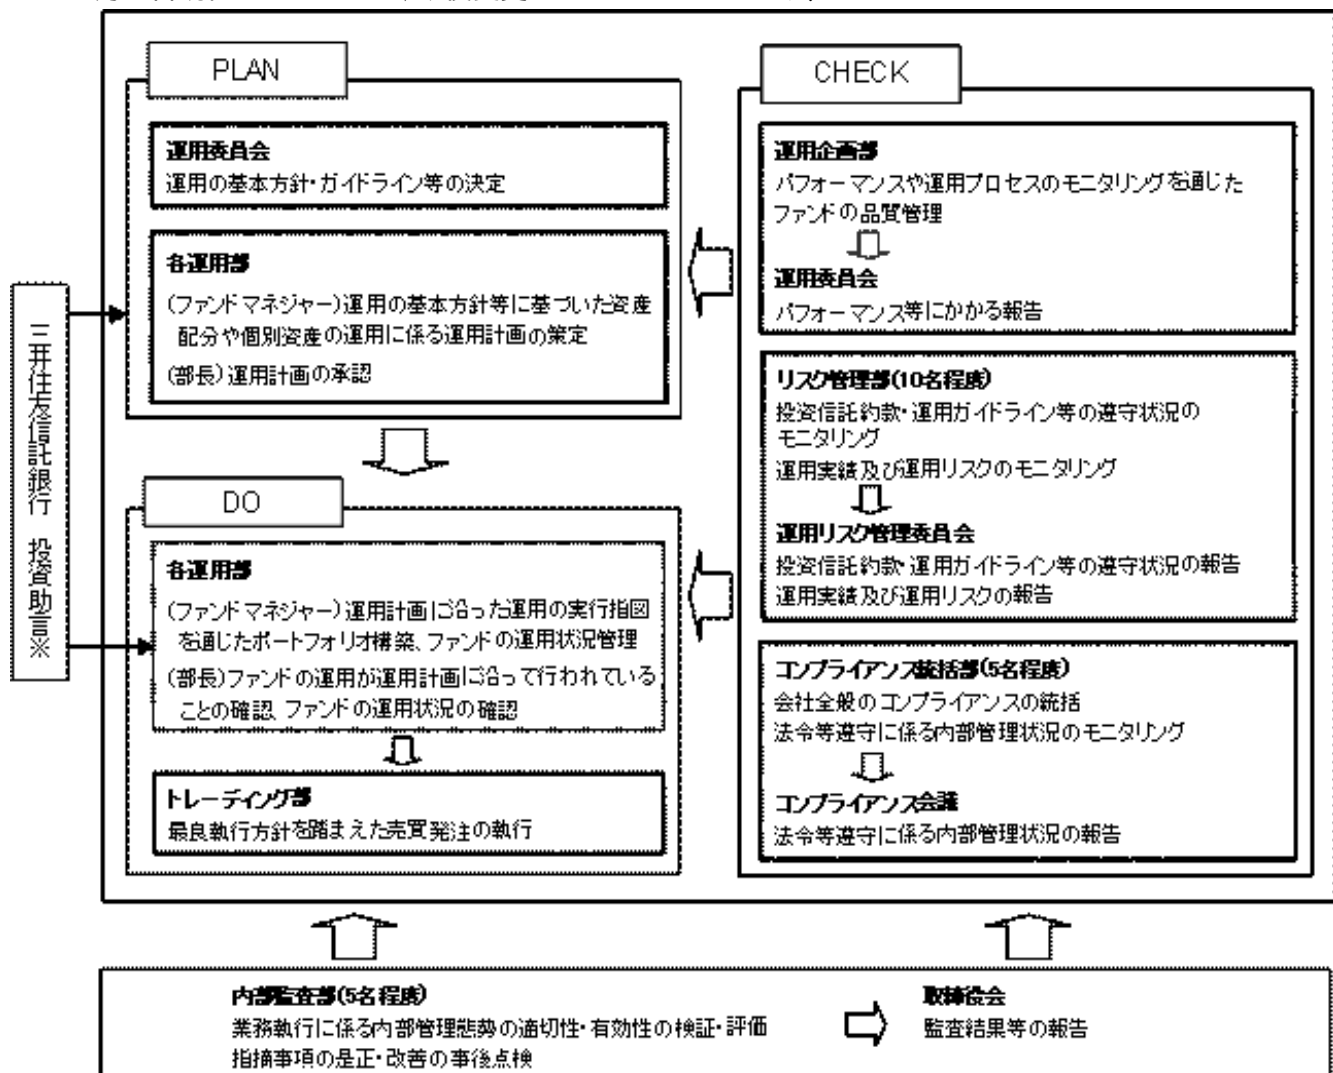 PLAN
運用委員会
運用の基本方針・ガイドライン等の決定
各運用部
(ファンドマネジャー)運用の基本方針等に基づいた資産
配分や個別資産の運用に係る運用計画の策定
(部長)運用計画の承認
三井住友信託銀行 投資助言※
DO
各運用部
(ファンドマネジャー)運用計画に沿った運用の実行指図
を通じたポートフォリオ構築、ファンドの運用状況管理
(部長)ファンドの運用が運用計画に沿って行われている
ことの確認、ファンドの運用状況の確認
トレーディング部
最良執行方針を踏まえた売買発注の執行
CHECK
運用企画部
パフォーマンスや運用プロセスのモニタリングを通じた
ファンドの品質管理
運用委員会
パフォーマンス等にかかる報告
リスク管理部(10名程度)
投資信託約款・運用ガイドライン等の遵守状況の
モニタリング
運用実績及び運用リスクのモニタリング
運用リスク管理委員会
投資信託約款・運用ガイドライン等の遵守状況の報告
運用実績及び運用リスクの報告
コンプライアンス統括部(5名程度)
会社全般のコンプライアンスの統括
法令等遵守に係る内部管理状況のモニタリング
コンプライアンス会議
法令等遵守に係る内部管理状況の報告
内部監査部(5名程度)
業務執行に係る内部管理態勢の適切性・有効性の検証・評価
指摘事項の是正・改善の事後点検
取締役会
監査結果等の報告